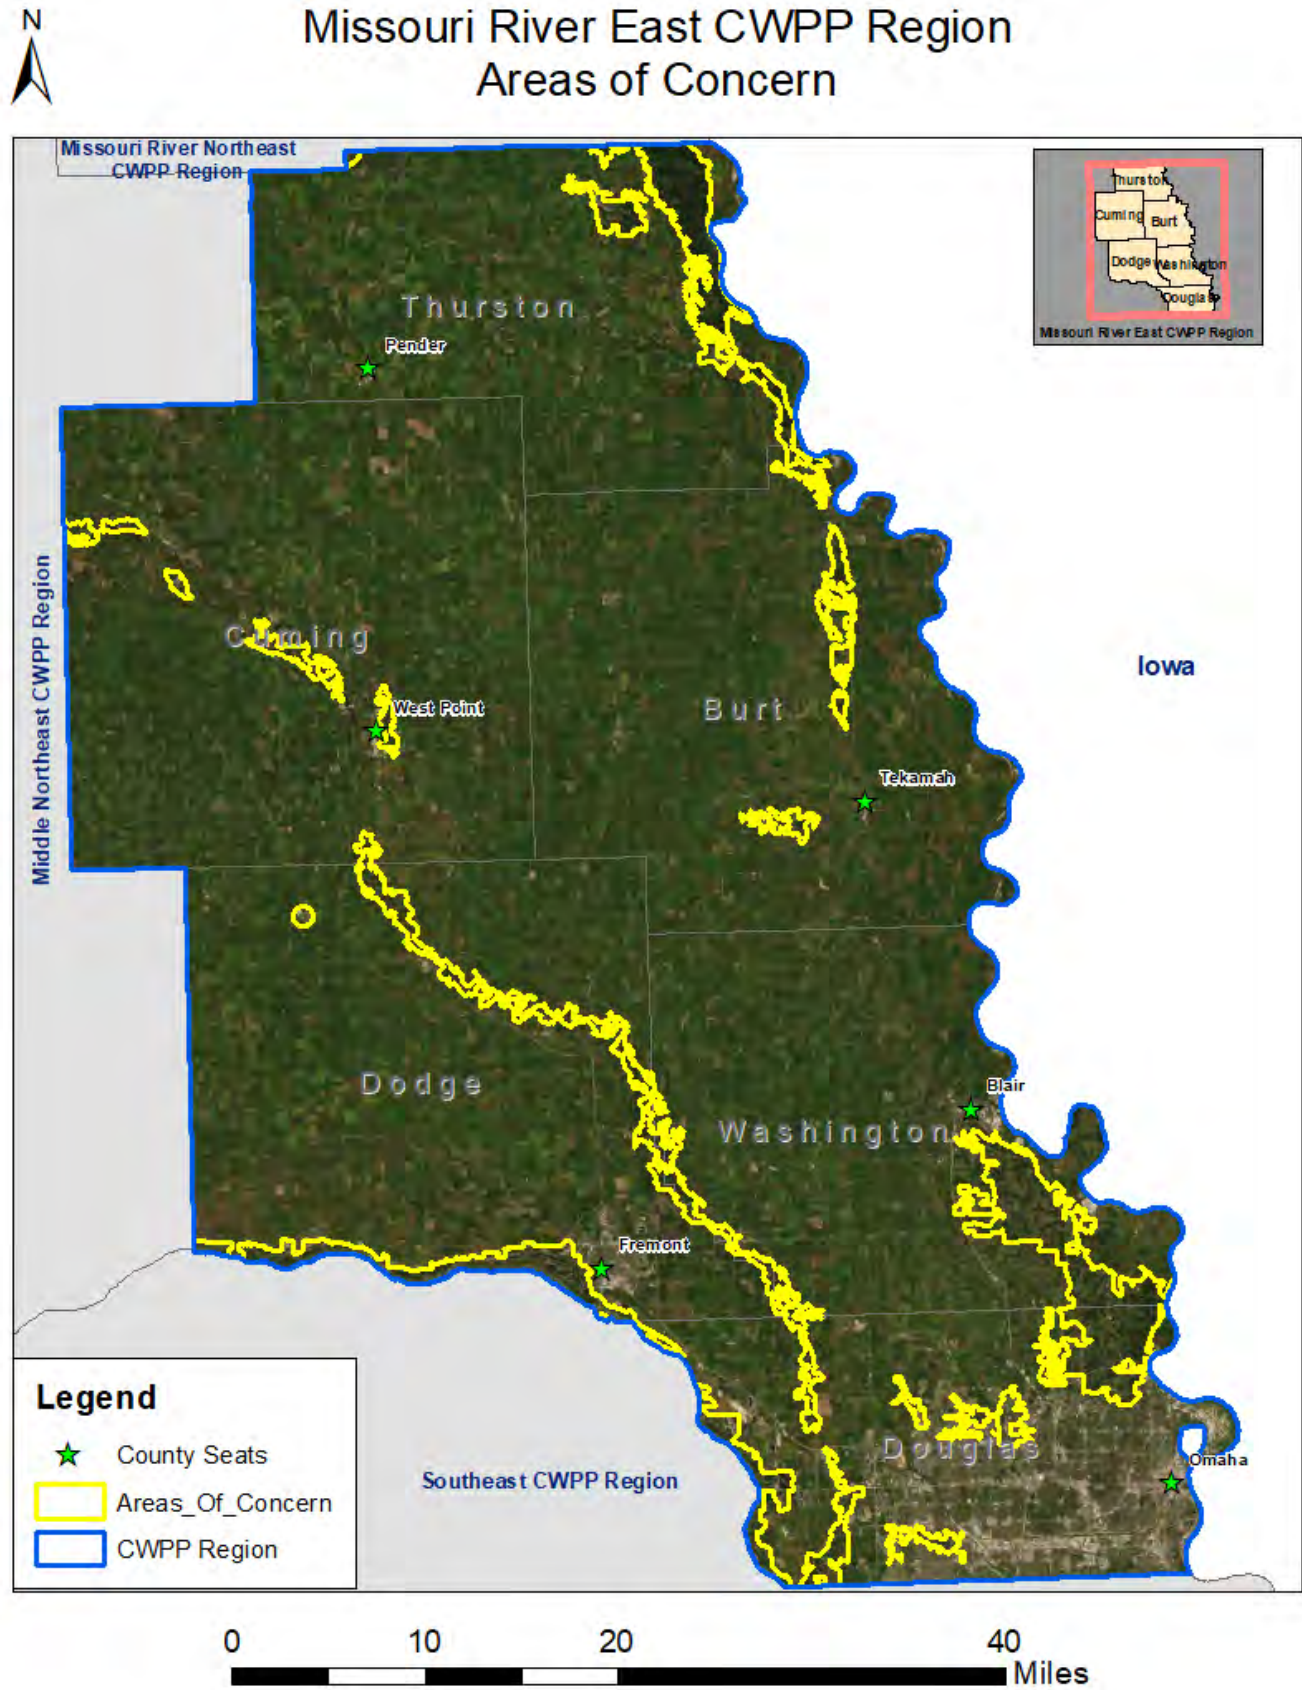 N
Missouri River East CWPP Region
Areas of Concern
Missouri River Northeast
CWPP Region
Thurston
Cuming
Burt
Dodge
Washington
Douglas
Missouri River East CWPP Region
Thurston
Pender
Middle Northeast CWPP Region
Iowa
Cuming
West Point
Burt
Tekamah
Dodge
Blair
Washington
Fremont
Douglas
Omaha
Southeast CWPP Region
Legend
County Seats
Areas_Of_Concern
CWPP Region
0 10 20 40
Miles